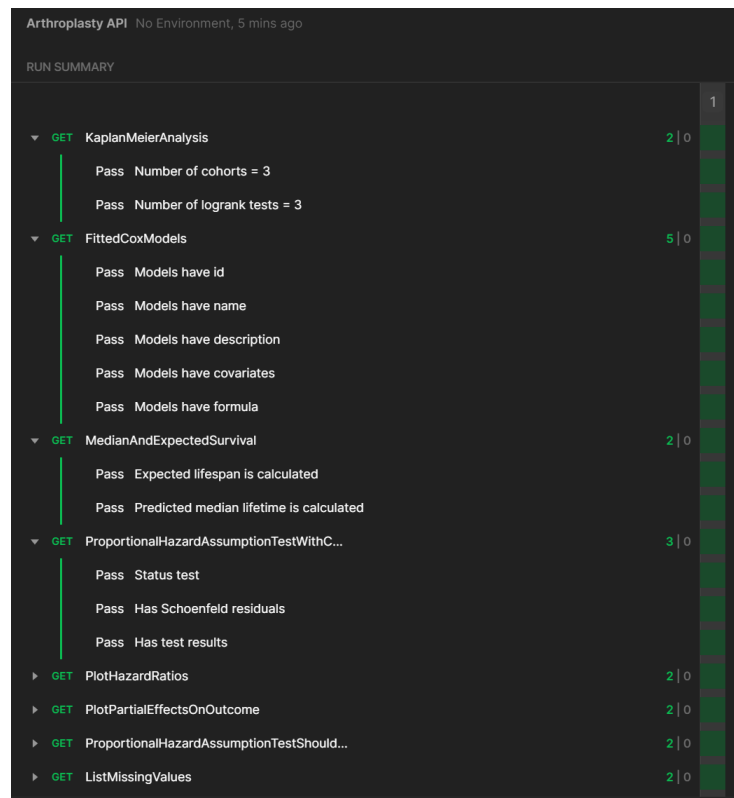 Arthroplasty API No Environment, 5 mins ago
RUN SUMMARY
1
GET KaplanMeierAnalysis 2 | 0
Pass Number of cohorts = 3
Pass Number of logrank tests = 3
GET FittedCoxModels 5 | 0
Pass Models have id
Pass Models have name
Pass Models have description
Pass Models have covariates
Pass Models have formula
GET MedianAndExpectedSurvival 2 | 0
Pass Expected lifespan is calculated
Pass Predicted median lifetime is calculated
GET ProportionalHazardAssumptionTestWithC... 3 | 0
Pass Status test
Pass Has Schoenfeld residuals
Pass Has test results
GET PlotHazardRatios 2 | 0
GET PlotPartialEffectsOnOutcome 2 | 0
GET ProportionalHazardAssumptionTestShould... 2 | 0
GET ListMissingValues 2 | 0